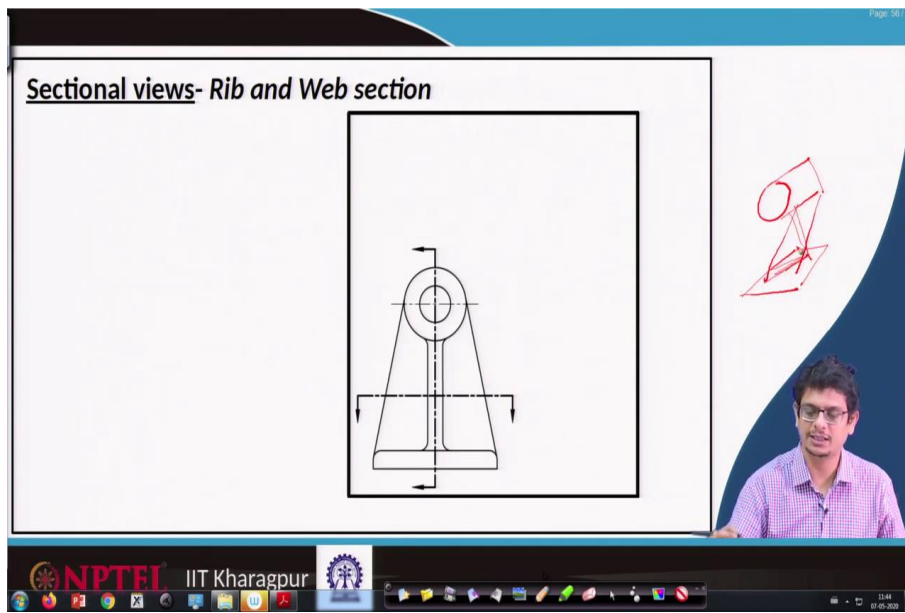 Page: 56 /
Sectional views- Rib and Web section
NPTEL IIT Kharagpur
11:44
07-05-2020